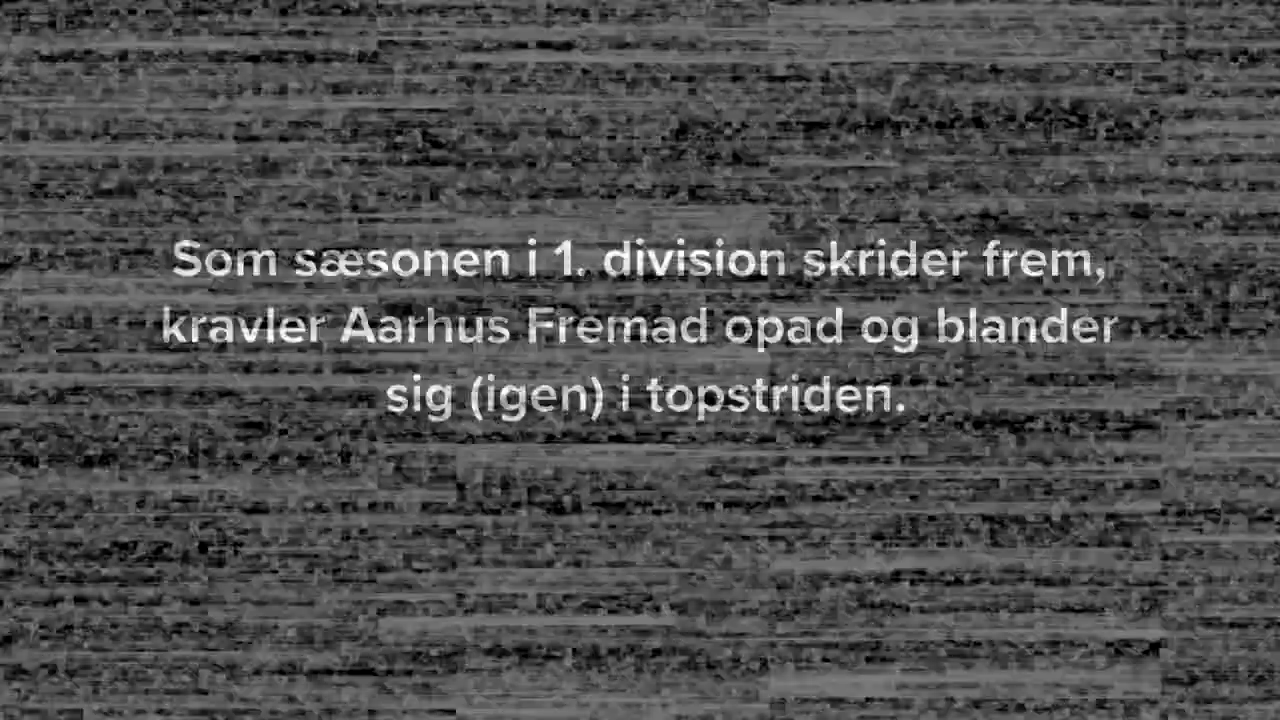 Som sæsonen i 1. division skrider frem,
kravler Aarhus Fremad opad og blander
sig (igen) i topstriden.